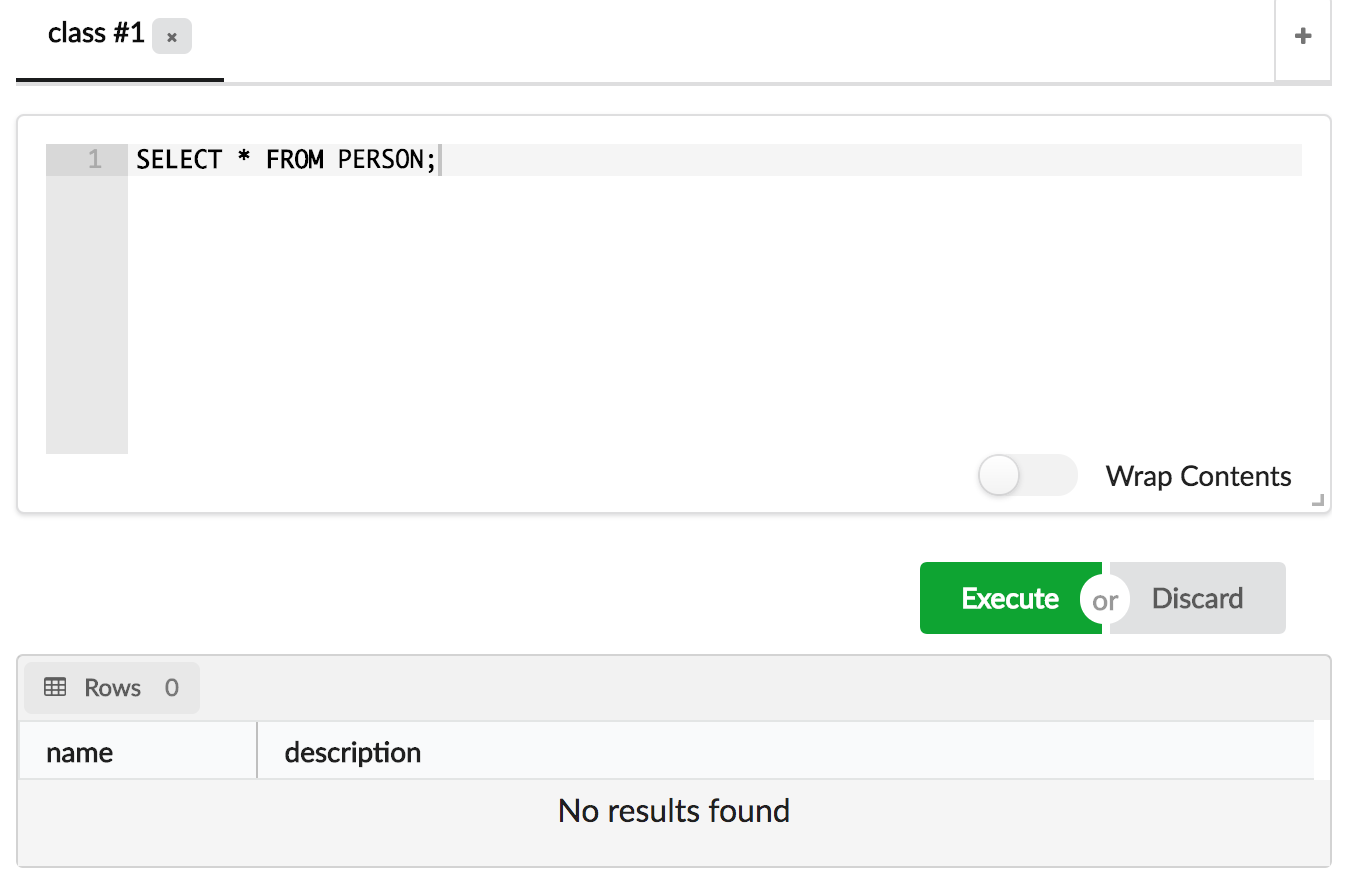 class #1 ×
+
1 SELECT * FROM PERSON;
Wrap Contents
Execute or Discard
Rows 0
name description
No results found